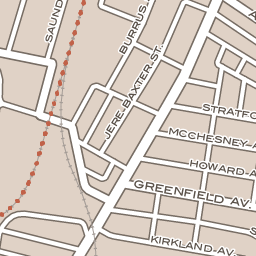 SAUND
BURRUS
JERE-BAXTER-ST.
STRATFO
MCCHESNEY A
HOWARD A
GREENFIELD AV.
KIRKLAND AV.